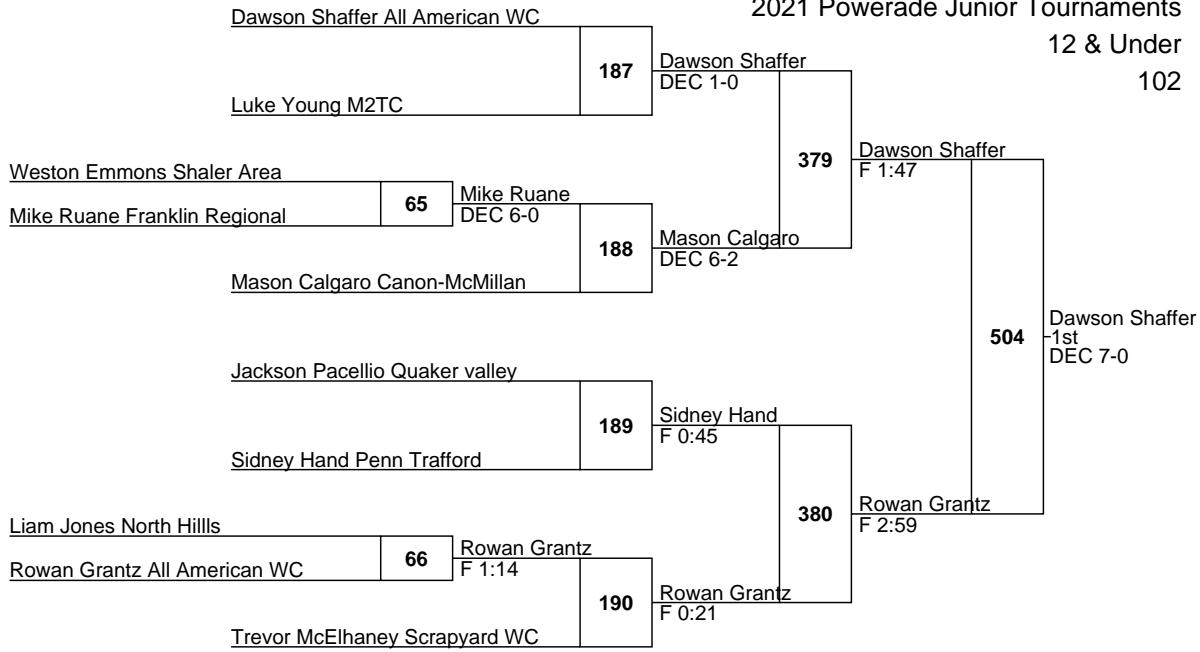 2021 Powerade Junior Tournaments
12 & Under
102
Dawson Shaffer All American WC
187
Dawson Shaffer
DEC 1-0
Luke Young M2TC
379
Dawson Shaffer
F 1:47
Weston Emmons Shaler Area
65
Mike Ruane
DEC 6-0
Mike Ruane Franklin Regional
188
Mason Calgaro
DEC 6-2
Mason Calgaro Canon-McMillan
504
Dawson Shaffer
1st
DEC 7-0
Jackson Pacellio Quaker valley
189
Sidney Hand
F 0:45
Sidney Hand Penn Trafford
380
Rowan Grantz
F 2:59
Liam Jones North Hillls
66
Rowan Grantz
F 1:14
Rowan Grantz All American WC
190
Rowan Grantz
F 0:21
Trevor McElhaney Scrapyard WC